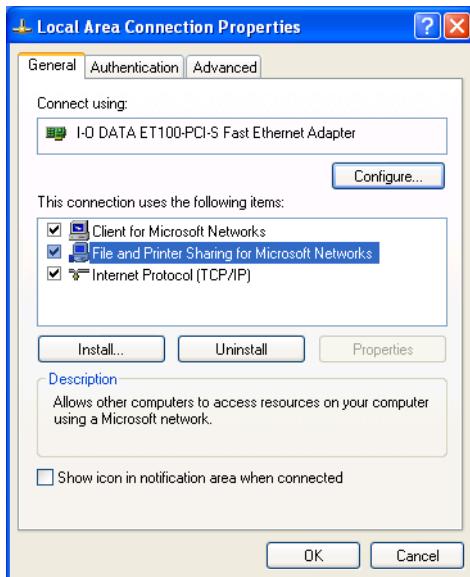 Local Area Connection Properties
General Authentication Advanced
Connect using:
I-O DATA ET100-PCI-S Fast Ethernet Adapter
Configure...
This connection uses the following items:
Client for Microsoft Networks
File and Printer Sharing for Microsoft Networks
Internet Protocol (TCP/IP)
Install... Uninstall Properties
Description
Allows other computers to access resources on your computer
using a Microsoft network.
Show icon in notification area when connected
OK Cancel